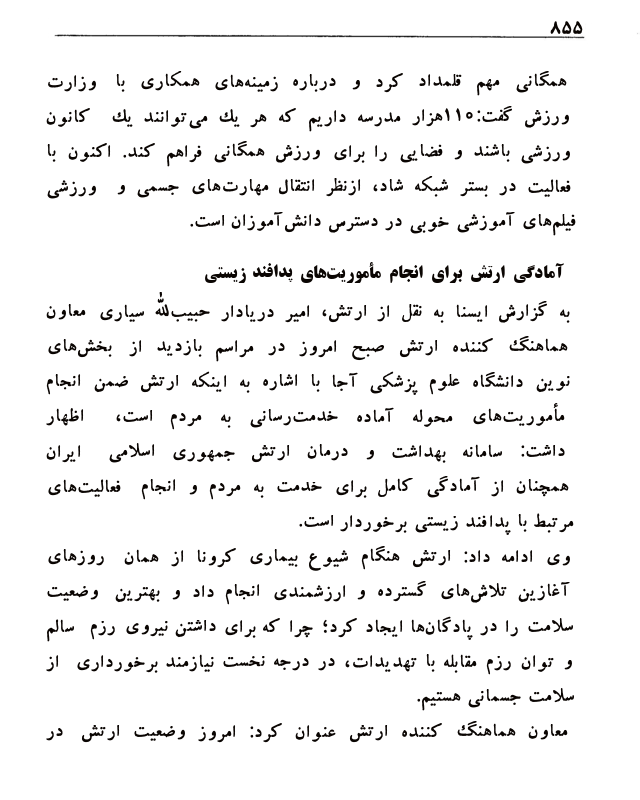 ۸۵۵
همگانی مهم قلمداد کرد و درباره زمینه‌های همکاری با وزارت
ورزش گفت:۱۱۰هزار مدرسه داریم که هر یك می‌توانند یك کانون
ورزشی باشند و فضایی را برای ورزش همگانی فراهم کند. اکنون با
فعالیت در بستر شبکه شاد، ازنظر انتقال مهارت‌های جسمی و ورزشی
فیلم‌های آموزشی خوبی در دسترس دانش‌آموزان است.
آمادگی ارتش برای انجام مأموریت‌های پدافند زیستی
به گزارش ایسنا به نقل از ارتش، امیر دریادار حبیب‌الله سیاری معاون
هماهنگ کننده ارتش صبح امروز در مراسم بازدید از بخش‌های
نوین دانشگاه علوم پزشکی آجا با اشاره به اینکه ارتش ضمن انجام
مأموریت‌های محوله آماده خدمت‌رسانی به مردم است، اظهار
داشت: سامانه بهداشت و درمان ارتش جمهوری اسلامی ایران
همچنان از آمادگی کامل برای خدمت به مردم و انجام فعالیت‌های
مرتبط با پدافند زیستی برخوردار است.
وی ادامه داد: ارتش هنگام شیوع بیماری کرونا از همان روزهای
آغازین تلاش‌های گسترده و ارزشمندی انجام داد و بهترین وضعیت
سلامت را در پادگان‌ها ایجاد کرد؛ چرا که برای داشتن نیروی رزم سالم
و توان رزم مقابله با تهدیدات، در درجه نخست نیازمند برخورداری از
سلامت جسمانی هستیم.
معاون هماهنگ کننده ارتش عنوان کرد: امروز وضعیت ارتش در